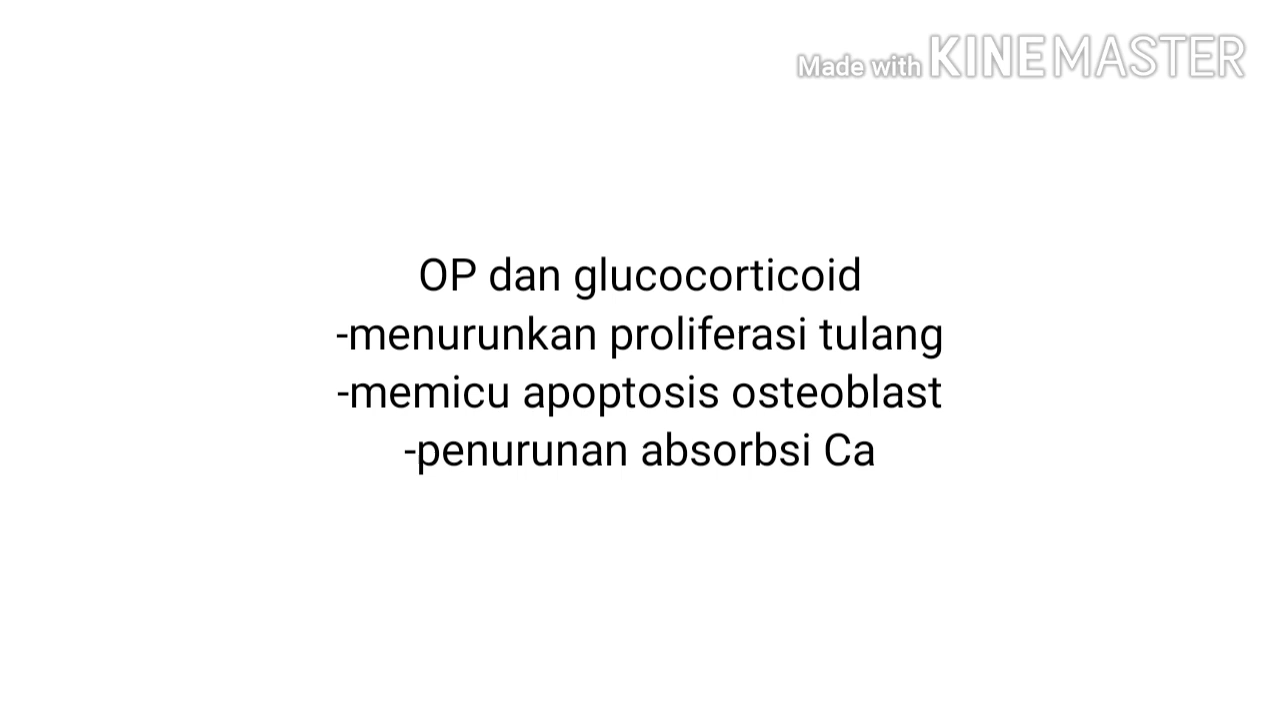 Made with KINEMASTER
OP dan glucocorticoid
-menurunkan proliferasi tulang
-memicu apoptosis osteoblast
-penurunan absorbsi Ca